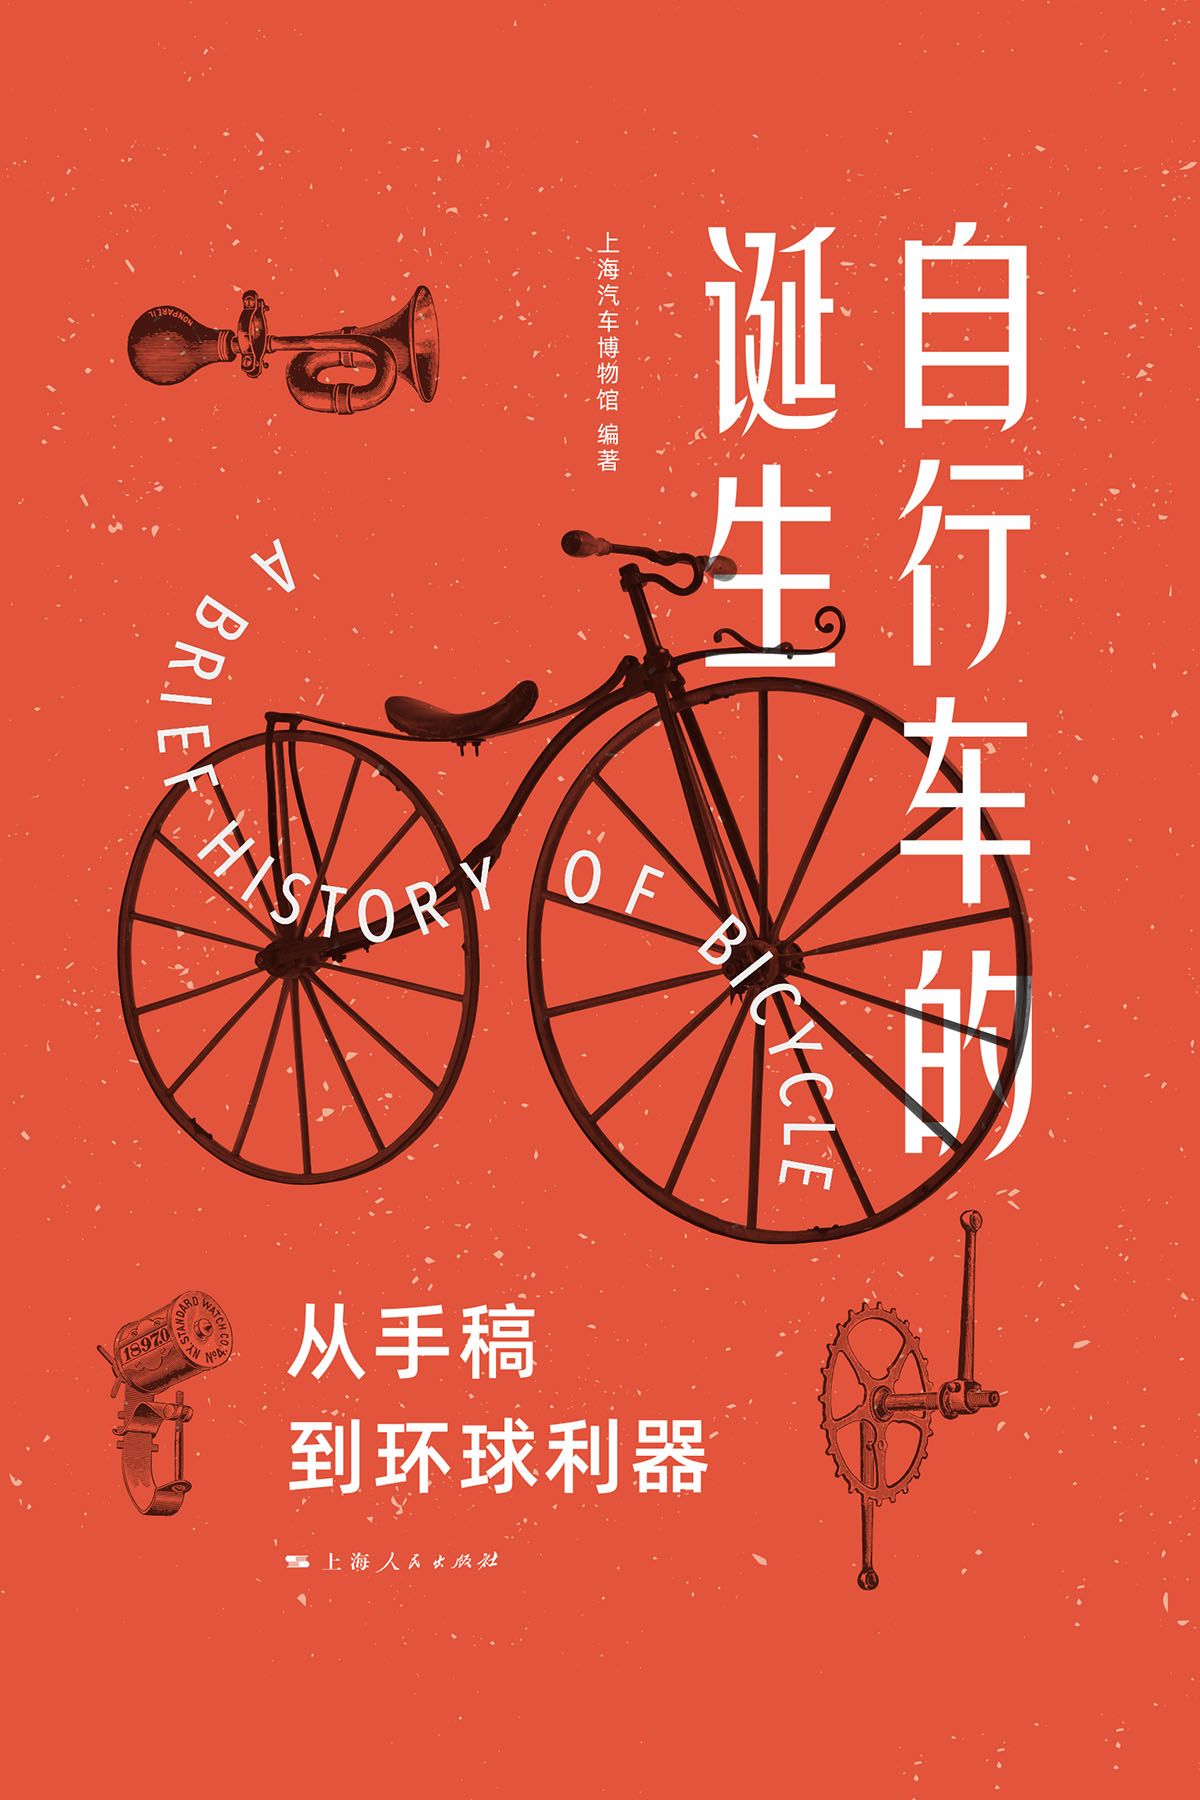 自行车的
诞生
上海汽车博物馆 编著
NONPAREIL
A BRIEF HISTORY OF BICYCLE
STANDARD WATCH CO.
18970
从手稿
到环球利器
上海人民出版社